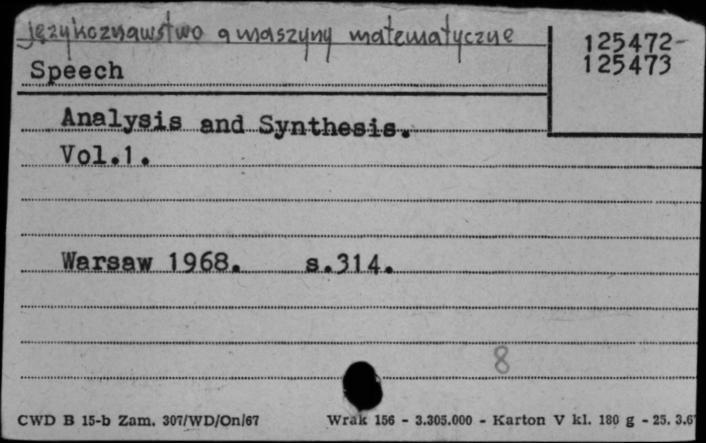 językoznawstwo a maszyny matematyczne
125472-
125473
Speech
Analysis and Synthesis.
Vol.1.
Warsaw 1968. s.314.
8
CWD B 15-b Zam. 307/WD/On/67 Wrak 156 - 3.305.000 - Karton V kl. 180 g - 25. 3.6